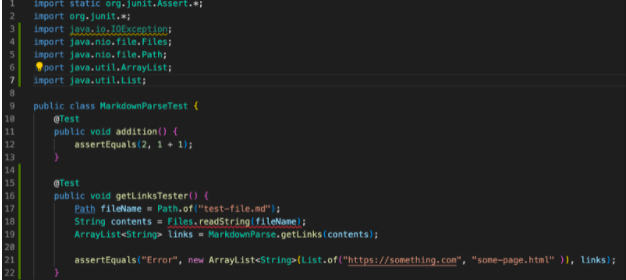 1 import static org.junit.Assert.*;
2 import org.junit.*;
3 import java.io.IOException;
4 import java.nio.file.Files;
5 import java.nio.file.Path;
6 port java.util.ArrayList;
7 import java.util.List;
8
9 public class MarkdownParseTest {
10 @Test
11 public void addition() {
12 assertEquals(2, 1 + 1);
13 }
14
15 @Test
16 public void getLinksTester() {
17 Path fileName = Path.of("test-file.md");
18 String contents = Files.readString(fileName);
19 ArrayList<String> links = MarkdownParse.getLinks(contents);
20
21 assertEquals("Error", new ArrayList<String>(List.of("https://something.com", "some-page.html" )), links);
22 }